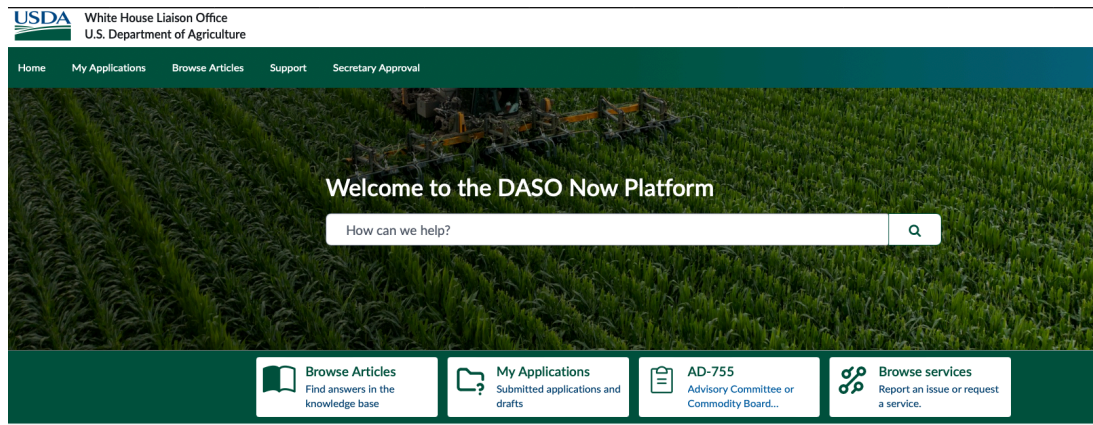 USDA
White House Liaison Office
U.S. Department of Agriculture
Home
My Applications
Browse Articles
Support
Secretary Approval
Welcome to the DASO Now Platform
How can we help?
Browse Articles
Find answers in the
knowledge base
My Applications
Submitted applications and
drafts
AD-755
Advisory Committee or
Commodity Board...
Browse services
Report an issue or request
a service.